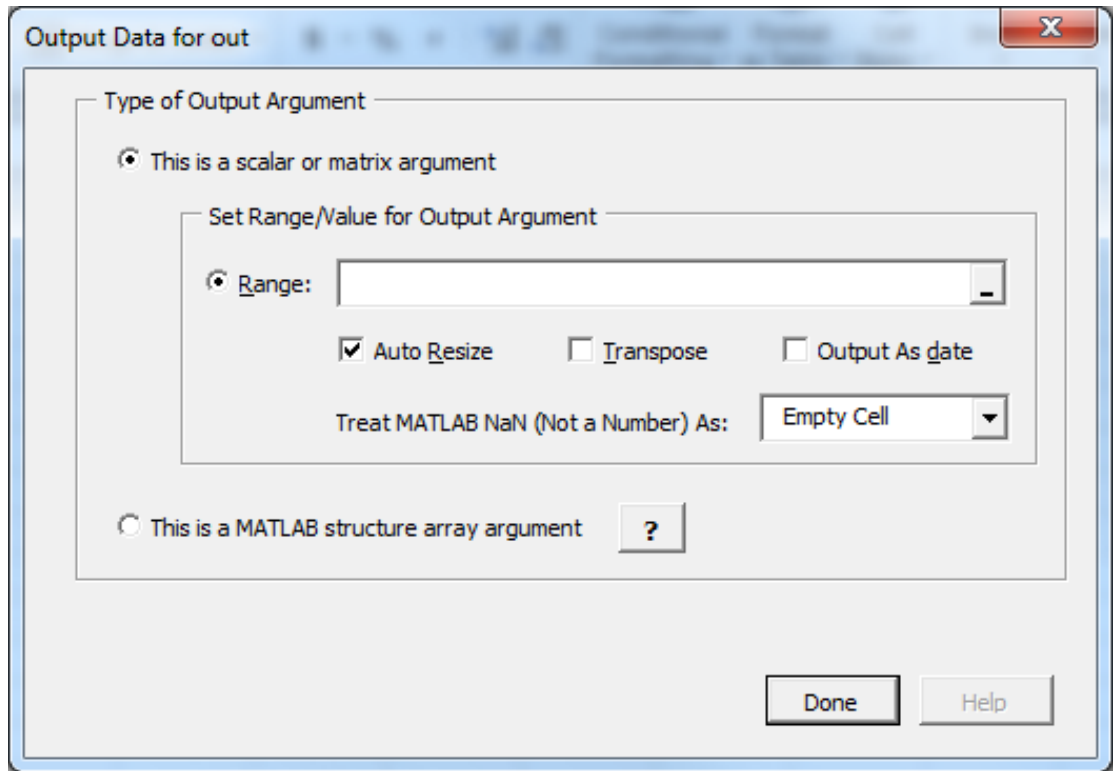 Output Data for out
X
Type of Output Argument
This is a scalar or matrix argument
Set Range/Value for Output Argument
Range:
_
Auto Resize Transpose Output As date
Treat MATLAB NaN (Not a Number) As: Empty Cell
This is a MATLAB structure array argument ?
Done Help